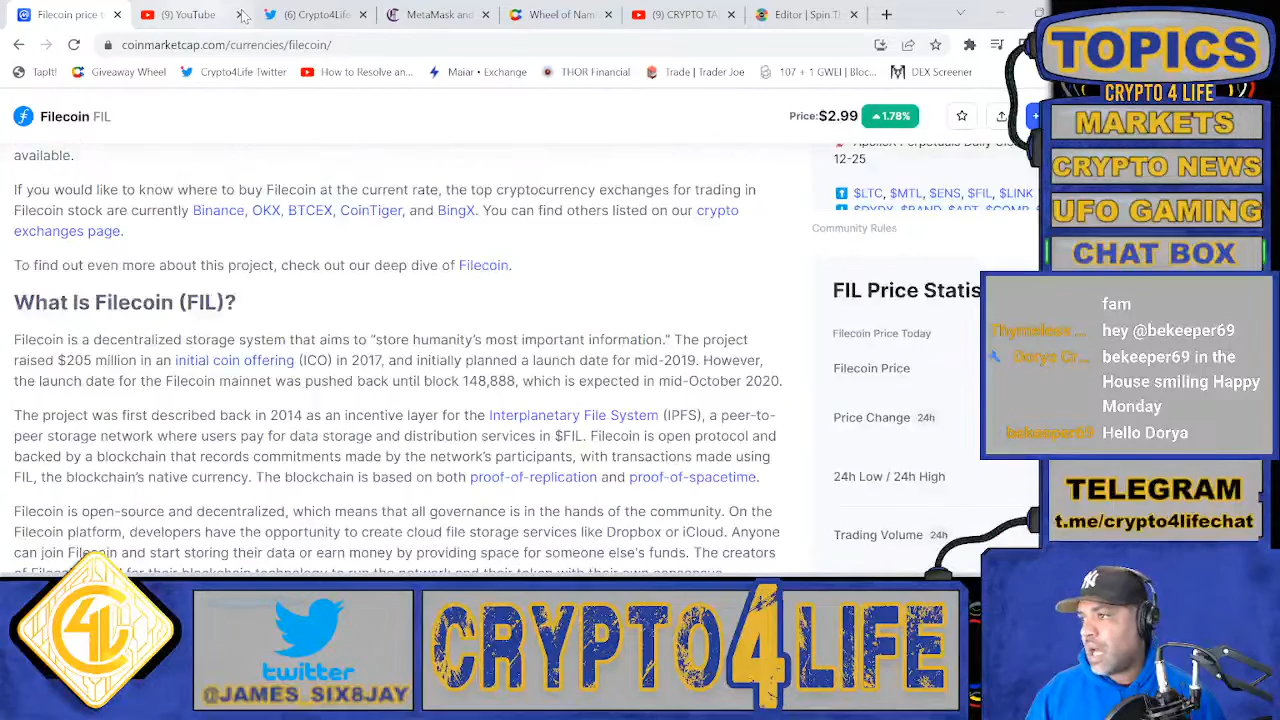 Filecoin price t
(9) YouTube
(6) Crypto4Life
MetaMask and
Wheel of Nam
(9) CRYPTO TA
Editor | Spin T
coinmarketcap.com/currencies/filecoin/
TapIt!
Giveaway Wheel
Crypto4Life Twitter
How to Resolve an...
Maiar • Exchange
THOR Financial
Trade | Trader Joe
107 + 1 GWEI | Bloc...
DEX Screener
Filecoin FIL
Price: $2.99
1.78%
available.
If you would like to know where to buy Filecoin at the current rate, the top cryptocurrency exchanges for trading in
Filecoin stock are currently Binance, OKX, BTCEX, CoinTiger, and BingX. You can find others listed on our crypto
exchanges page.
To find out even more about this project, check out our deep dive of Filecoin.
What Is Filecoin (FIL)?
Filecoin is a decentralized storage system that aims to “store humanity’s most important information.” The project
raised $205 million in an initial coin offering (ICO) in 2017, and initially planned a launch date for mid-2019. However,
the launch date for the Filecoin mainnet was pushed back until block 148,888, which is expected in mid-October 2020.
The project was first described back in 2014 as an incentive layer for the Interplanetary File System (IPFS), a peer-to-
peer storage network where users pay for data storage and distribution services in $FIL. Filecoin is open protocol and
backed by a blockchain that records commitments made by the network’s participants, with transactions made using
FIL, the blockchain’s native currency. The blockchain is based on both proof-of-replication and proof-of-spacetime.
Filecoin is open-source and decentralized, which means that all governance is in the hands of the community. On the
Filecoin platform, developers have the opportunity to create cloud file storage services like Dropbox or iCloud. Anyone
can join Filecoin and start storing their data or earn money by providing space for someone else's funds. The creators
12-25
$LTC, $MTL, $ENS, $FIL, $LINK
Community Rules
FIL Price Statis
Filecoin Price Today
Filecoin Price
Price Change 24h
24h Low / 24h High
Trading Volume 24h
TOPICS
CRYPTO 4 LIFE
MARKETS
CRYPTO NEWS
UFO GAMING
CHAT BOX
fam
Thymeless ... hey @bekeeper69
Dorya Cr... bekeeper69 in the
House smiling Happy
Monday
bekeeper69 Hello Dorya
TELEGRAM
t.me/crypto4lifechat
4L
twitter
@JAMES_SIX8JAY
CRYPTO4LIFE
NY